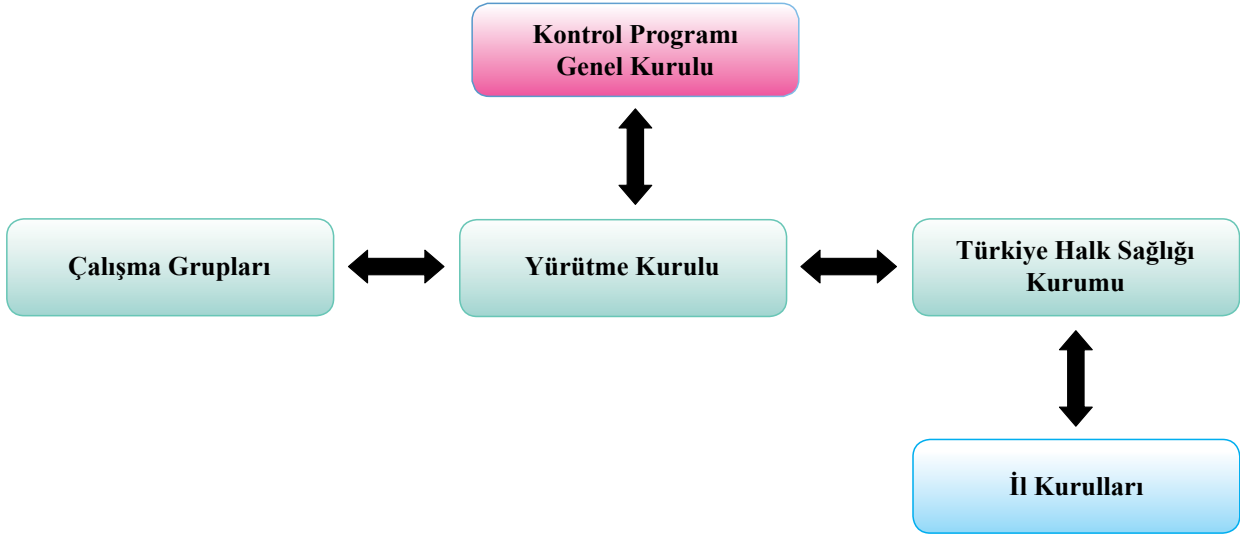 Kontrol Programı
Genel Kurulu
Çalışma Grupları
Yürütme Kurulu
Türkiye Halk Sağlığı
Kurumu
İl Kurulları